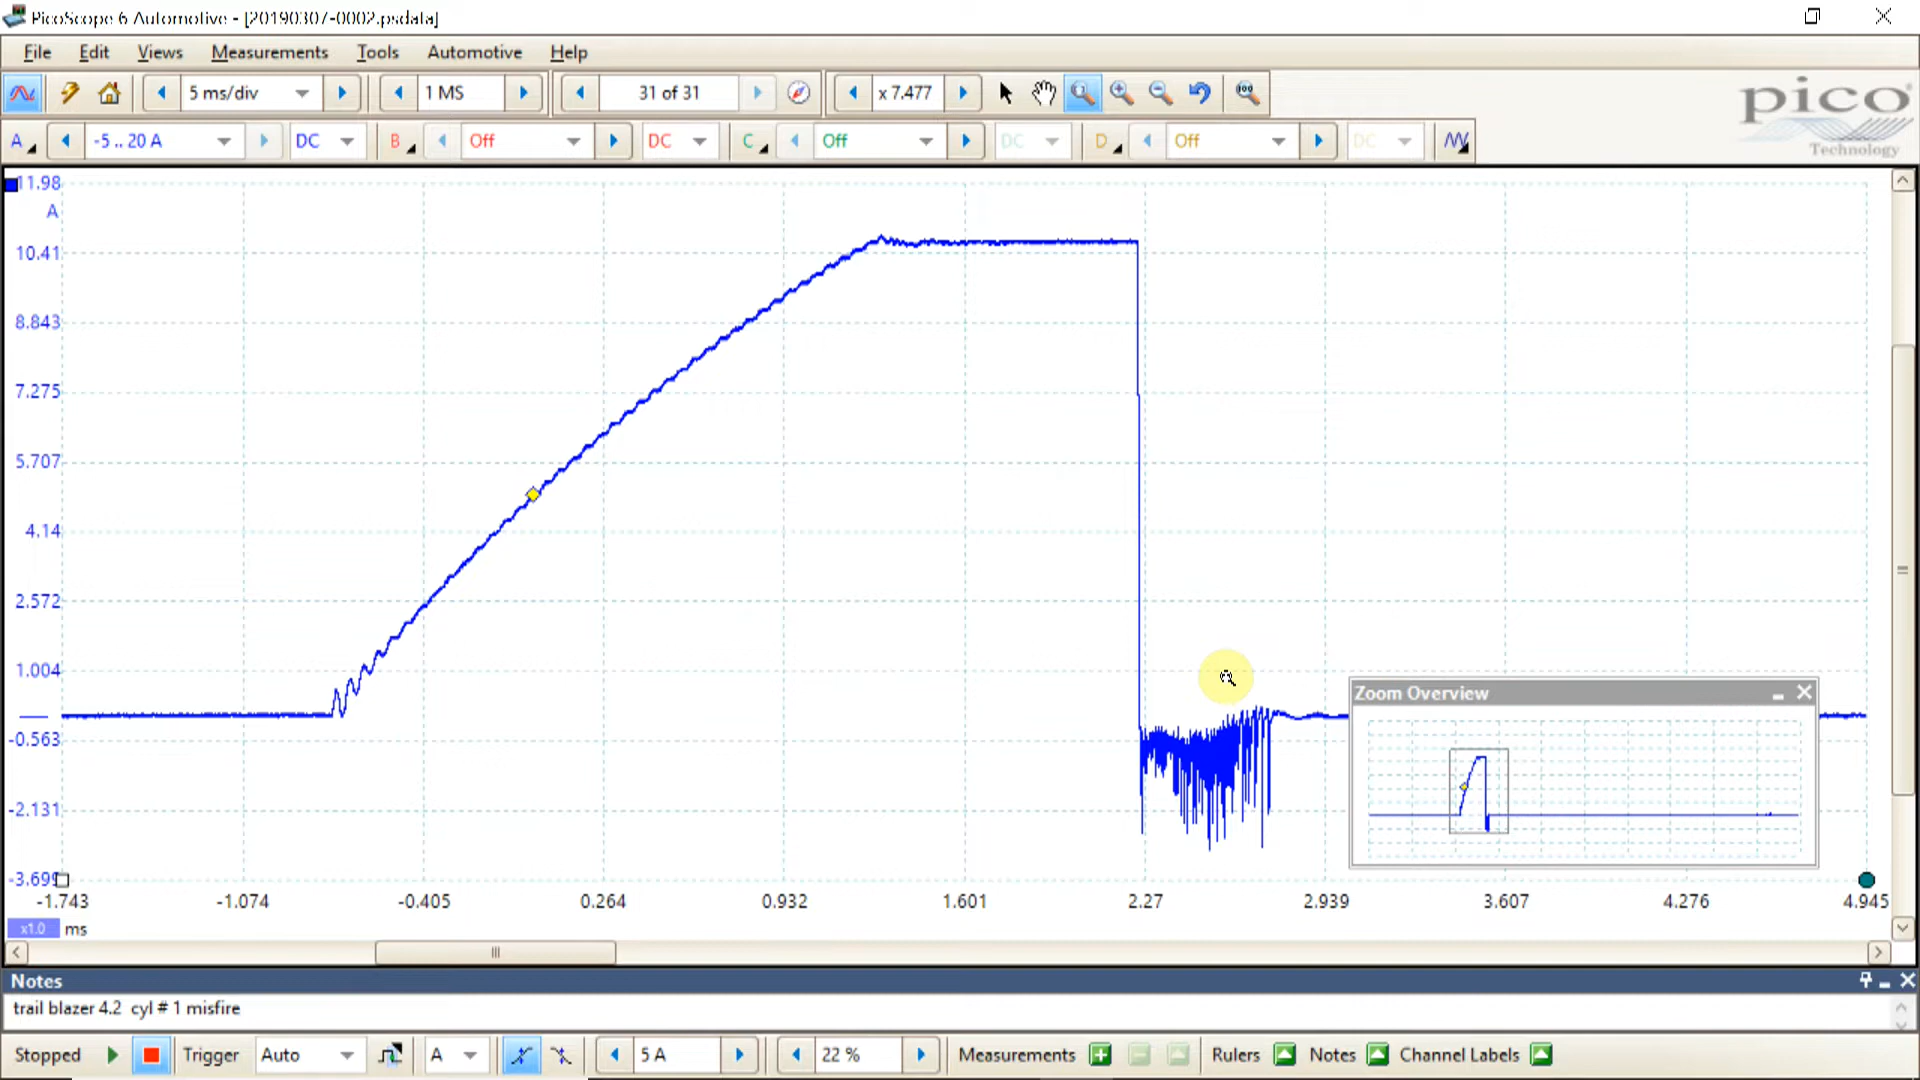 PicoScope 6 Automotive - [20190307-0002.psdata]
File Edit Views Measurements Tools Automotive Help
5 ms/div 1 MS 31 of 31 x 7.477
pico
Technology
A -5 .. 20 A DC B Off DC C Off DC D Off DC
11.98
A
10.41
8.843
7.275
5.707
4.14
2.572
1.004
-0.563
-2.131
-3.699
Zoom Overview
-1.743 -1.074 -0.405 0.264 0.932 1.601 2.27 2.939 3.607 4.276 4.945
x1.0 ms
Notes
trail blazer 4.2 cyl # 1 misfire
Stopped Trigger Auto A 5 A 22 % Measurements Rulers Notes Channel Labels